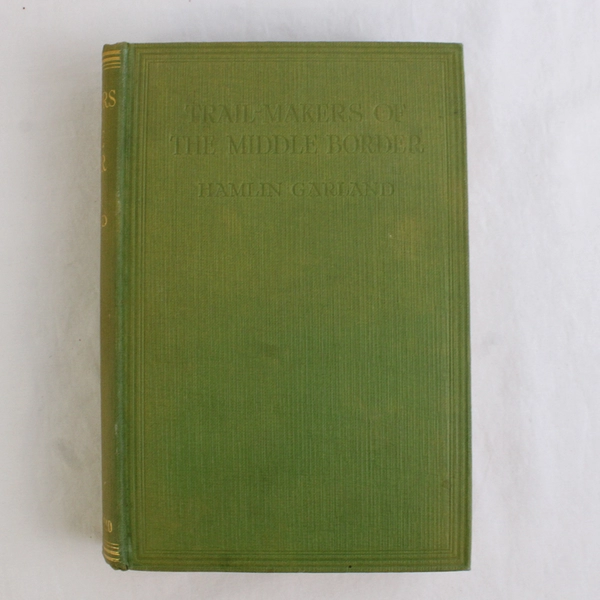 TRAIL-MAKERS OF
THE MIDDLE BORDER
HAMLIN GARLAND